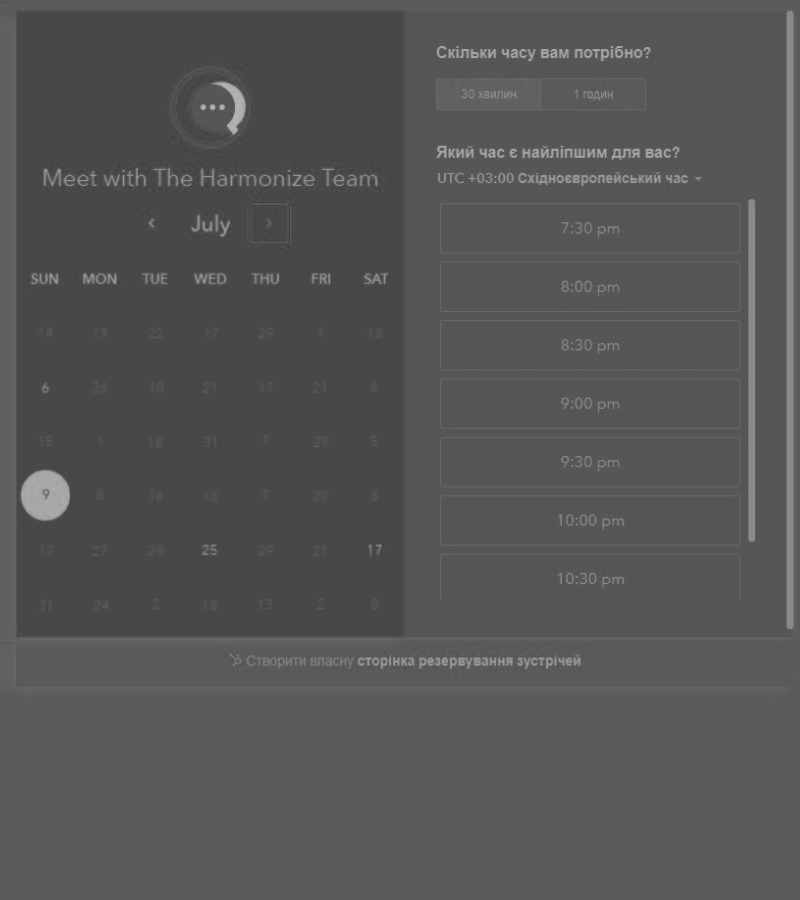 Meet with The Harmonize Team
July
SUN MON TUE WED THU FRI SAT
14 19 22 17 29 1 18
6 26 10 21 17 21 5
15 1 18 31 7 29 5
9 8 16 18 7 29 6
17 27 29 25 29 21 17
31 24 2 18 13 2 8
Скільки часу вам потрібно?
30 хвилин 1 годин
Який час є найліпшим для вас?
UTC +03:00 Східноєвропейський час
7:30 pm
8:00 pm
8:30 pm
9:00 pm
9:30 pm
10:00 pm
10:30 pm
Створити власну сторінка резервування зустрічей